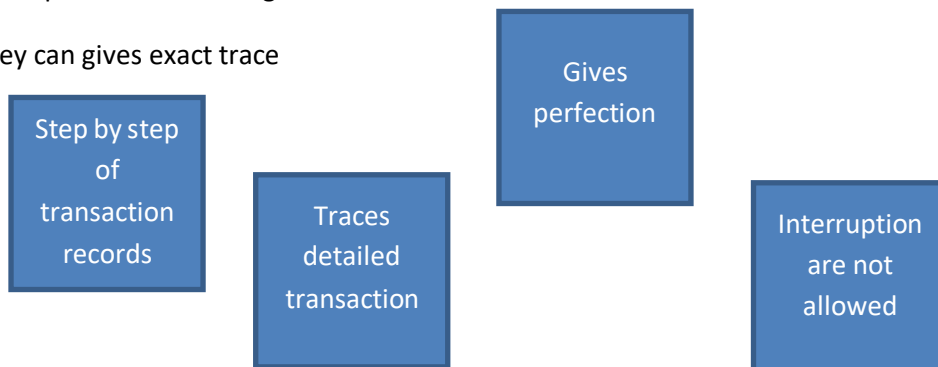 ey can gives exact trace
Step by step
of
transaction
records
Traces
detailed
transaction
Gives
perfection
Interruption
are not
allowed